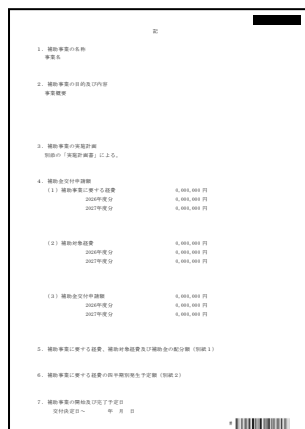 記
1. 補助事業の名称
事業名
2. 補助事業の目的及び内容
事業概要
3. 補助事業の実施計画
別添の「実施計画書」による。
4. 補助金交付申請額
(1) 補助事業に要する経費 0,000,000 円
2026年度分 0,000,000 円
2027年度分 0,000,000 円
(2) 補助対象経費 0,000,000 円
2026年度分 0,000,000 円
2027年度分 0,000,000 円
(3) 補助金交付申請額 0,000,000 円
2026年度分 0,000,000 円
2027年度分 0,000,000 円
5. 補助事業に要する経費、補助対象経費及び補助金の配分額（別紙1）
6. 補助事業に要する経費の四半期別発生予定額（別紙2）
7. 補助事業の開始及び完了予定日
交付決定日～ 年 月 日